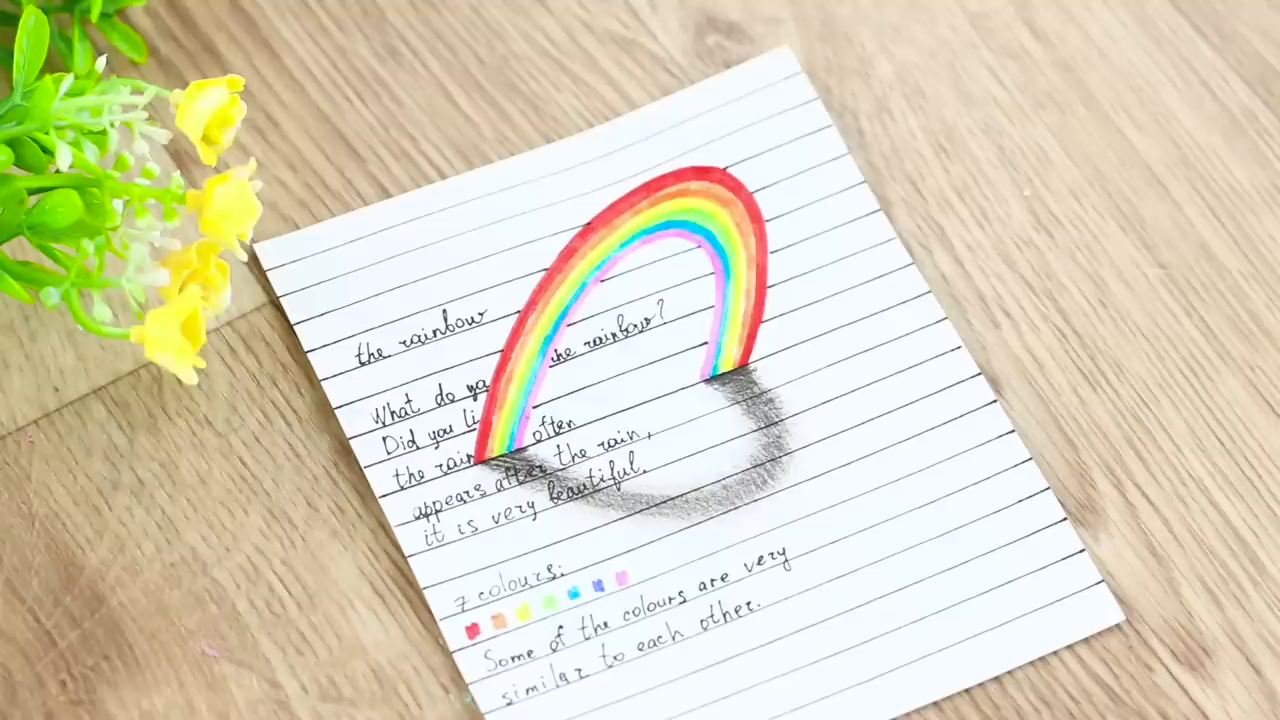 the rainbow
What do yo he rainbow?
Did you li often
the rain
appears after the rain,
it is very beautiful.
7 colours:
Some of the colours are very
similar to each other.